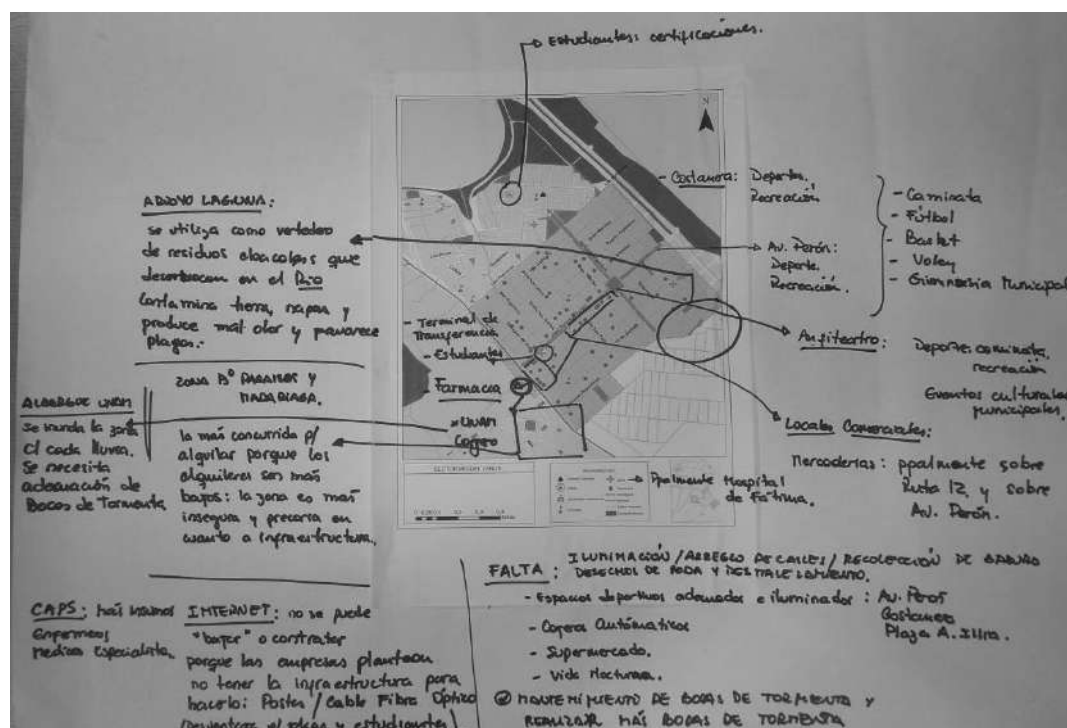 Estudiantes: certificaciones.
N
- Costanera: Deportes.
Recreación
- Caminata
- Fútbol
- Basket
- Voley
- Gimnasia Municipal
- Av. Perón:
Deporte.
Recreación.
Anfiteatro: Deporte: caminata,
recreación
Eventos culturales
municipales.
Locales Comerciales:
Mercaderías: ppalmente sobre
Ruta 12, y sobre
Av. Perón.
ARROYO LAGUNA:
se utiliza como vertedero
de residuos cloacales que
desembocan en el Río
Contamina tierra, napas y
produce mal olor y
plagas.-
- Terminal de
Transferencia
- Estudiantes
- Farmacia
*UNAM
Cajero
ZONA Bº PARAISOS Y
MADARIAGA.
la más concurrida p/
alquilar porque los
alquileres son más
bajos: la zona es más
insegura y precaria en
cuanto a infraestructura.
ALBERGUE UNAM
se inunda la zona
c/ cada lluvia.
Se necesita
adecuación de
Bocas de Tormenta
Ppalmente Hospital
de Fátima.
FALTA: ILUMINACIÓN / ARREGLO DE CALLES / RECOLECCIÓN DE
DESECHOS DE PODA Y DESMALEZAMIENTO.
- Espacios deportivos adecuados e iluminados: Av. Perón
Costanera
Plaza A. Illia.
- Cajeros Automáticos
- Supermercado.
- Vida Nocturna.
MANTENIMIENTO DE BOCAS DE TORMENTA Y
REALIZAR MÁS BOCAS DE TORMENTA
CAPS: más insumos
Enfermeros
Médicos especialistas.
INTERNET: no se puede
"bajar" o contratar
porque las empresas plantean
no tener la infraestructura para
hacerlo: Postes / Cable Fibra Óptica